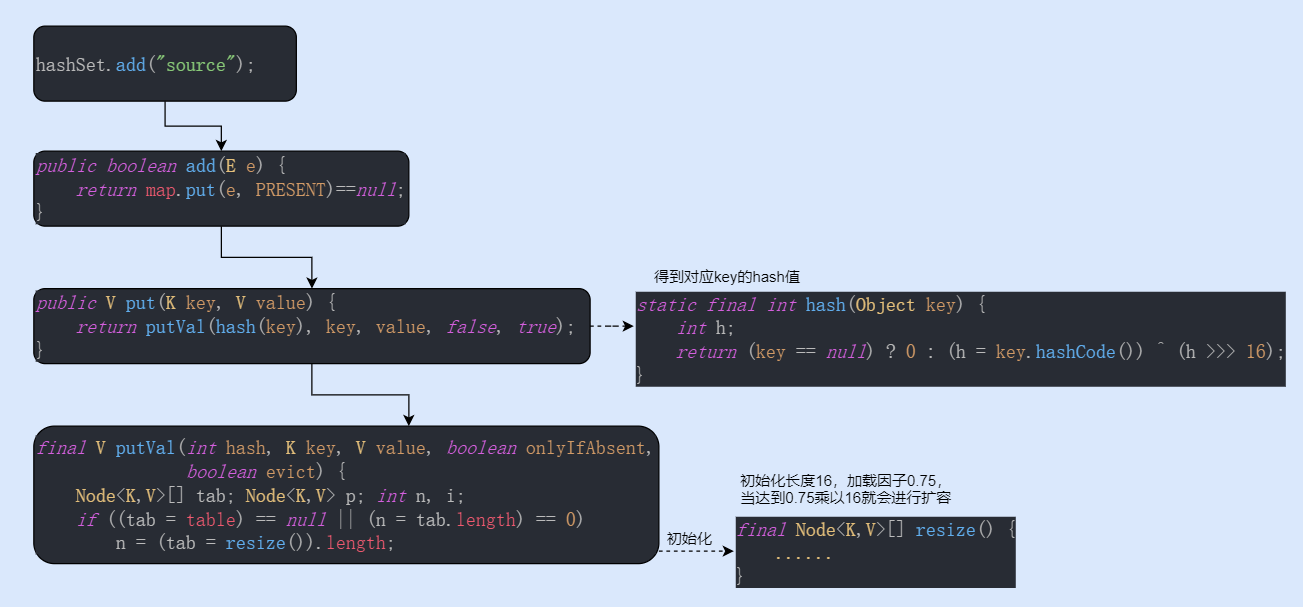 hashSet.add("source");
public boolean add(E e) {
    return map.put(e, PRESENT)==null;
}
得到对应key的hash值
public V put(K key, V value) {
    return putVal(hash(key), key, value, false, true);
}
static final int hash(Object key) {
    int h;
    return (key == null) ? 0 : (h = key.hashCode()) ^ (h >>> 16);
}
final V putVal(int hash, K key, V value, boolean onlyIfAbsent,
               boolean evict) {
    Node<K,V>[] tab; Node<K,V> p; int n, i;
    if ((tab = table) == null || (n = tab.length) == 0)
        n = (tab = resize()).length;
初始化
初始化长度16，加载因子0.75，
当达到0.75乘以16就会进行扩容
final Node<K,V>[] resize() {
    ......
}